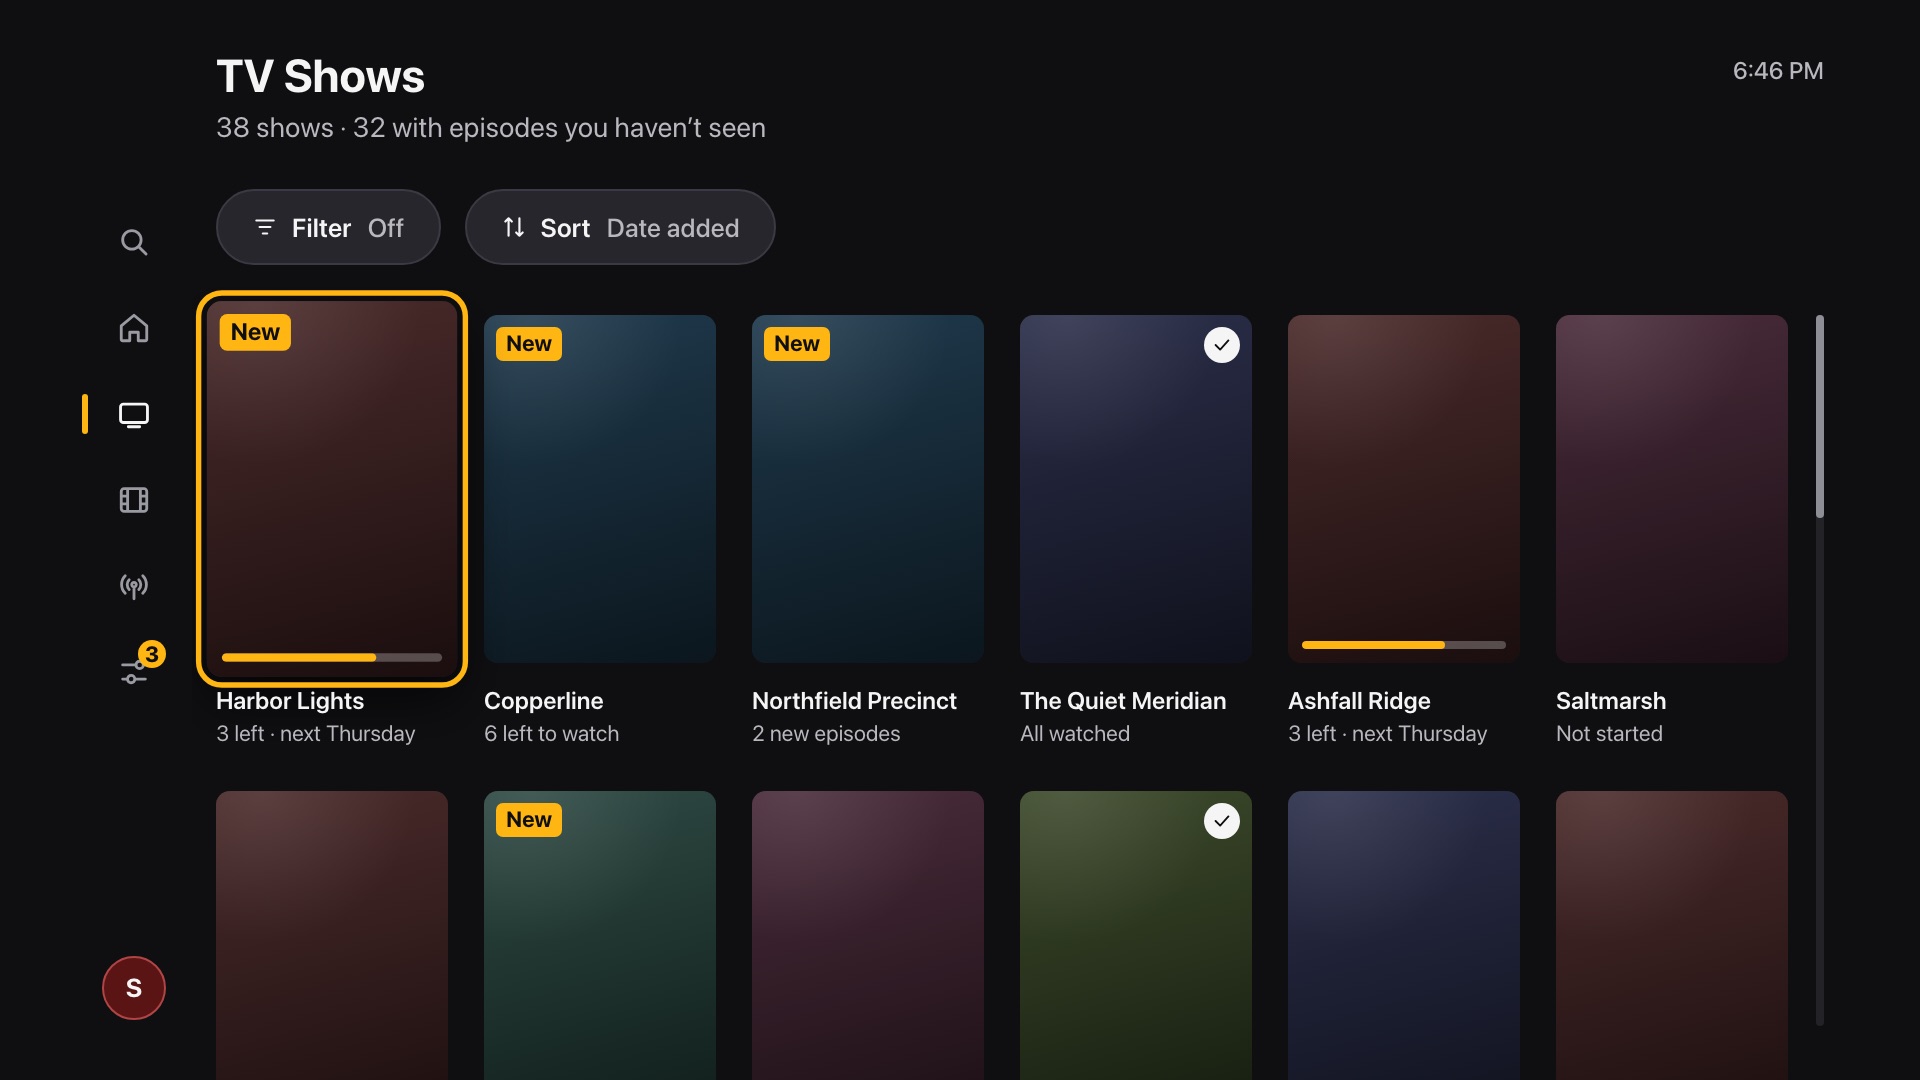 TV Shows
6:46 PM
38 shows · 32 with episodes you haven’t seen
Filter Off
Sort Date added
New
New
New
Harbor Lights
3 left · next Thursday
Copperline
6 left to watch
Northfield Precinct
2 new episodes
The Quiet Meridian
All watched
Ashfall Ridge
3 left · next Thursday
Saltmarsh
Not started
3
New
S